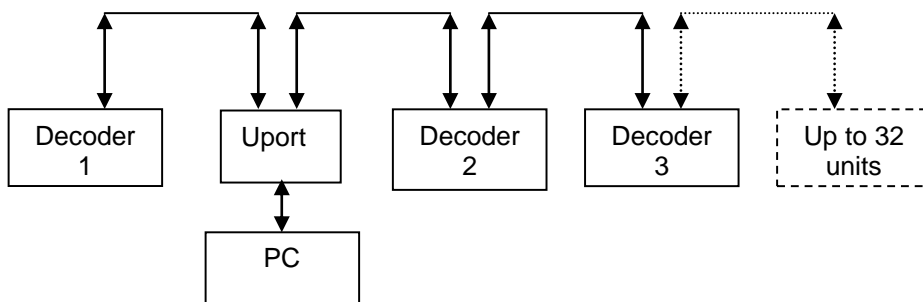 Decoder
1
Uport
Decoder
2
Decoder
3
Up to 32
units
PC